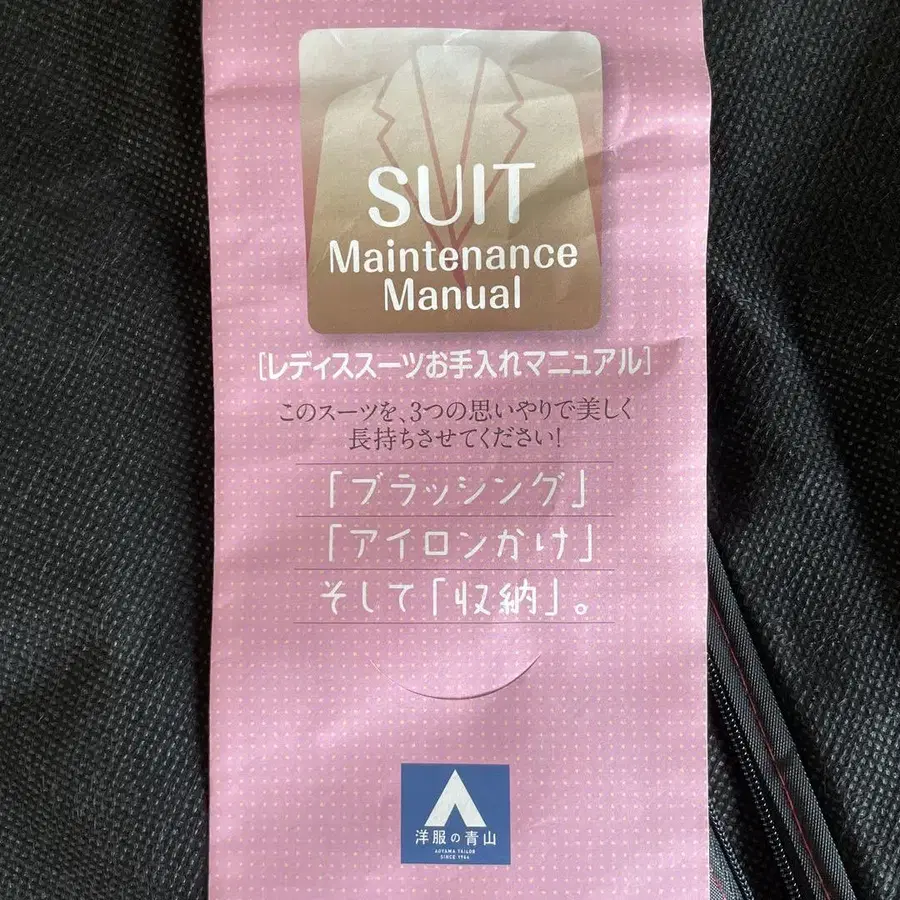 SUIT
Maintenance
Manual
[レディススーツお手入れマニュアル]
このスーツを、3つの思いやりで美しく
長持ちさせてください!
「ブラッシング」
「アイロンかけ」
そして「収納」。
洋服の青山
AOYAMA TAILOR
SINCE 1964